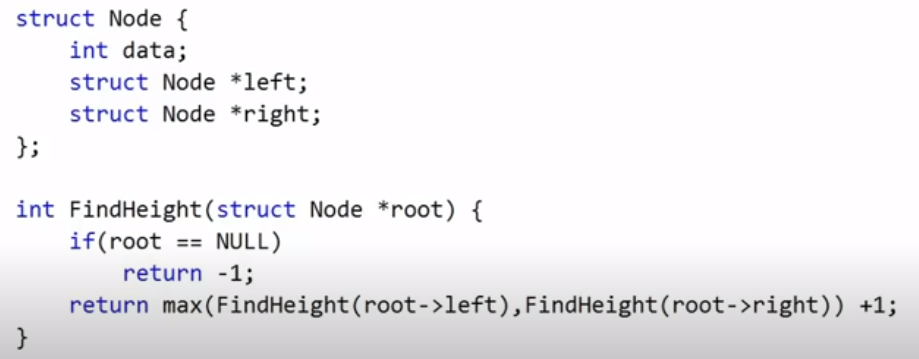 struct Node {
    int data;
    struct Node *left;
    struct Node *right;
};

int FindHeight(struct Node *root) {
    if(root == NULL)
        return -1;
    return max(FindHeight(root->left),FindHeight(root->right)) +1;
}